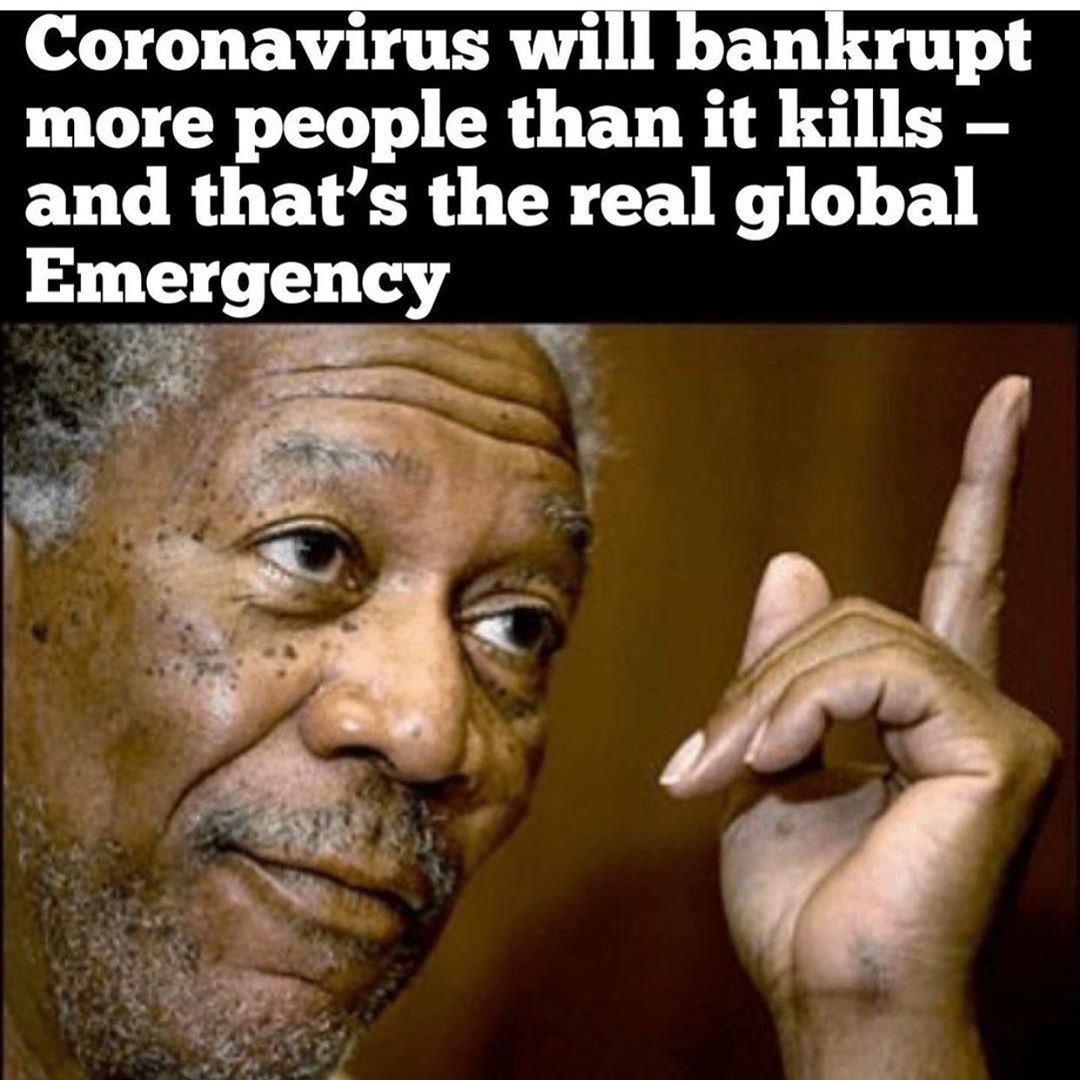 Coronavirus will bankrupt
more people than it kills –
and that’s the real global
Emergency